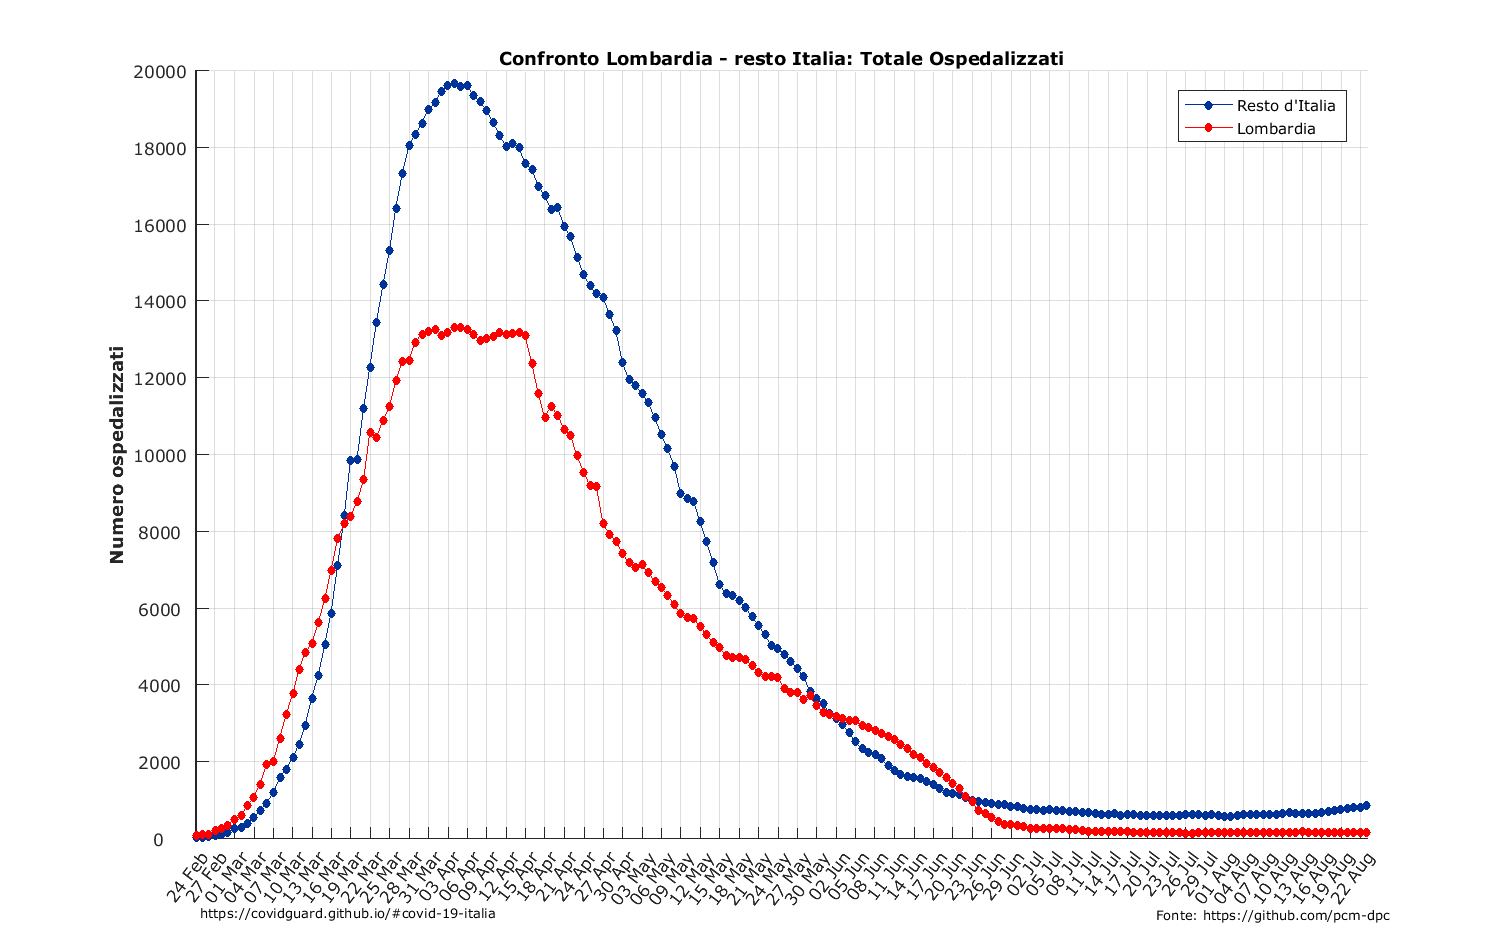 Confronto Lombardia - resto Italia: Totale Ospedalizzati
Resto d'Italia
Lombardia
Numero ospedalizzati
20000
18000
16000
14000
12000
10000
8000
6000
4000
2000
0
24 Feb
27 Feb
01 Mar
04 Mar
07 Mar
10 Mar
13 Mar
16 Mar
19 Mar
22 Mar
25 Mar
28 Mar
31 Mar
03 Apr
06 Apr
09 Apr
12 Apr
15 Apr
18 Apr
21 Apr
24 Apr
27 Apr
30 Apr
03 May
06 May
09 May
12 May
15 May
18 May
21 May
24 May
27 May
30 May
02 Jun
05 Jun
08 Jun
11 Jun
14 Jun
17 Jun
20 Jun
23 Jun
26 Jun
29 Jun
02 Jul
05 Jul
08 Jul
11 Jul
14 Jul
17 Jul
20 Jul
23 Jul
26 Jul
29 Jul
01 Aug
04 Aug
07 Aug
10 Aug
13 Aug
16 Aug
19 Aug
22 Aug
https://covidguard.github.io/#covid-19-italia
Fonte: https://github.com/pcm-dpc